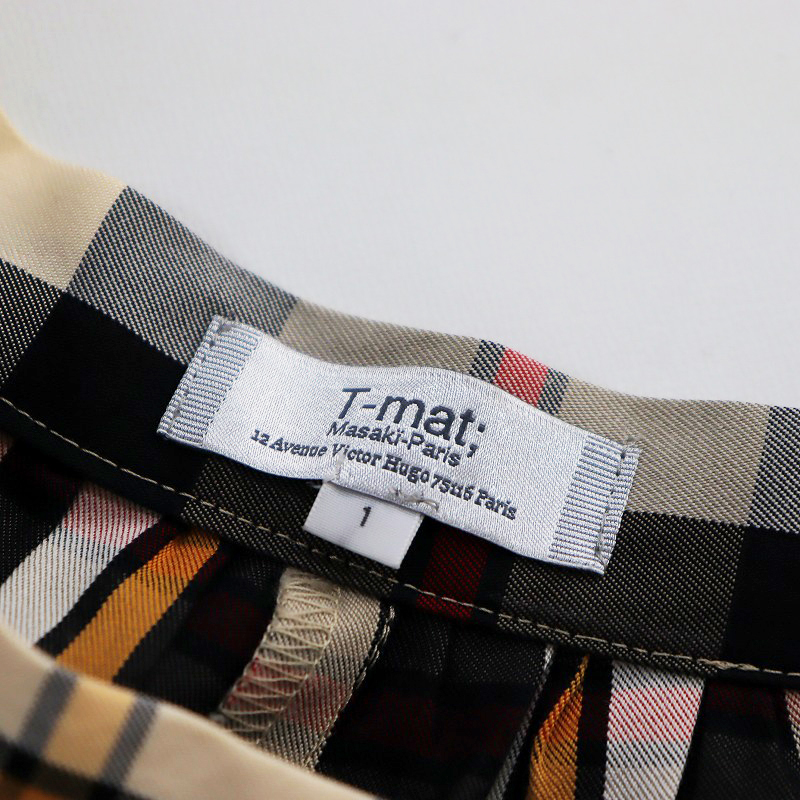 T-mat;
Masaki-Paris
12 Avenue Victor Hugo 75116 Paris
1